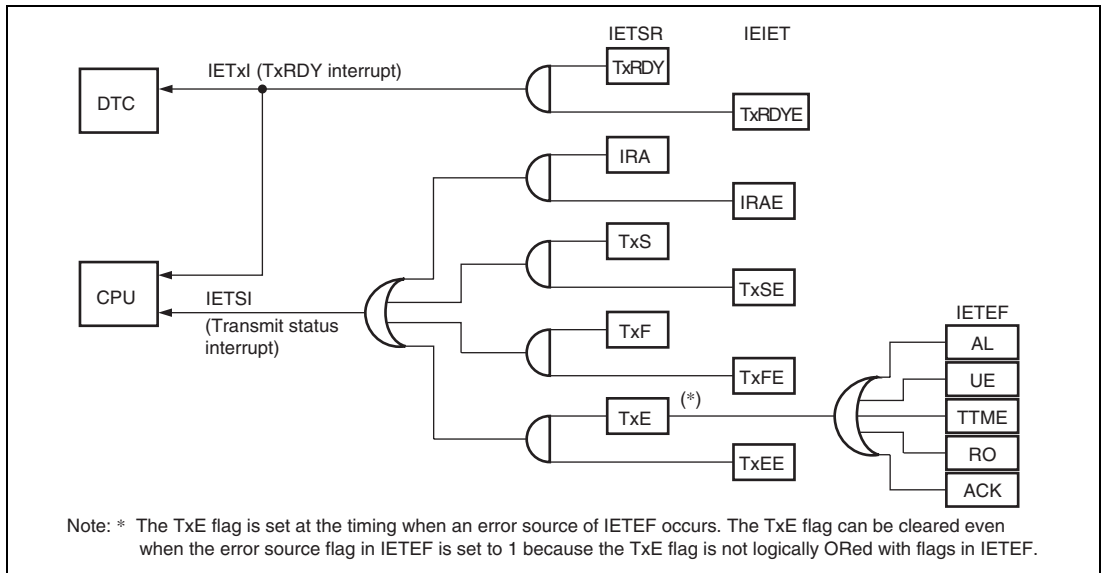 IETSR IEIET
IETxI (TxRDY interrupt)
TxRDY
DTC
TxRDYE
IRA
IRAE
TxS
CPU
IETSI
TxSE
(Transmit status
interrupt)
TxF
IETEF
AL
TxFE
UE
TxE
(*)
TTME
TxEE
RO
ACK
Note: * The TxE flag is set at the timing when an error source of IETEF occurs. The TxE flag can be cleared even
when the error source flag in IETEF is set to 1 because the TxE flag is not logically ORed with flags in IETEF.